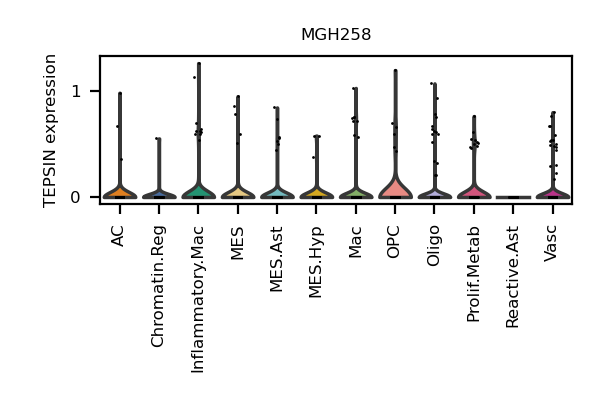 MGH258
TEPSIN expression
1
0
AC
Chromatin.Reg
Inflammatory.Mac
MES
MES.Ast
MES.Hyp
Mac
OPC
Oligo
Prolif.Metab
Reactive.Ast
Vasc